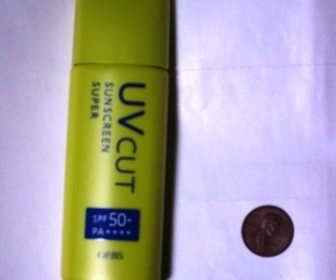 UV CUT
SUNSCREEN
SUPER
SPF 50+
PA++++
ORBIS